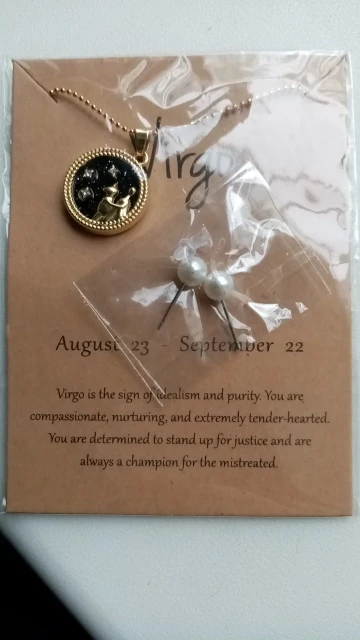 Virgo
August 23 - September 22
Virgo is the sign of idealism and purity. You are
compassionate, nurturing, and extremely tender-hearted.
You are determined to stand up for justice and are
always a champion for the mistreated.